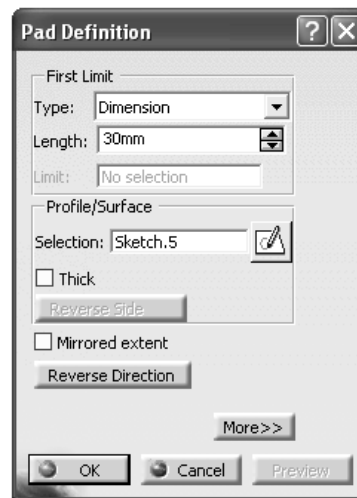 Pad Definition
First Limit
Type: Dimension
Length: 30mm
Limit: No selection
Profile/Surface
Selection: Sketch.5
Thick
Reverse Side
Mirrored extent
Reverse Direction
More>>
OK Cancel Preview